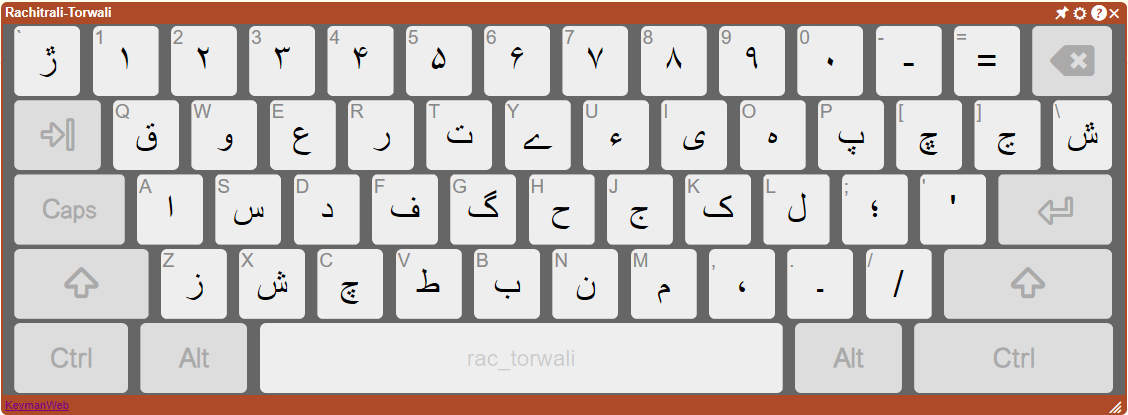 Rachitrali-Torwali
` ڙ 1 ۱ 2 ۲ 3 ۳ 4 ۴ 5 ۵ 6 ۶ 7 ۷ 8 ۸ 9 ۹ 0 ۰ - - = =
Q ق W و E ع R ر T ت Y ے U ء I ی O ہ P پ [ ڇ ] \ ݜ
Caps A ا S س D د F ف G گ H ح J ج K ک L ل ; ؛ ' '
Z ز X ش C چ V ط B ب N ن M م , ، . ۔ / /
Ctrl Alt rac_torwali Alt Ctrl
KeymanWeb